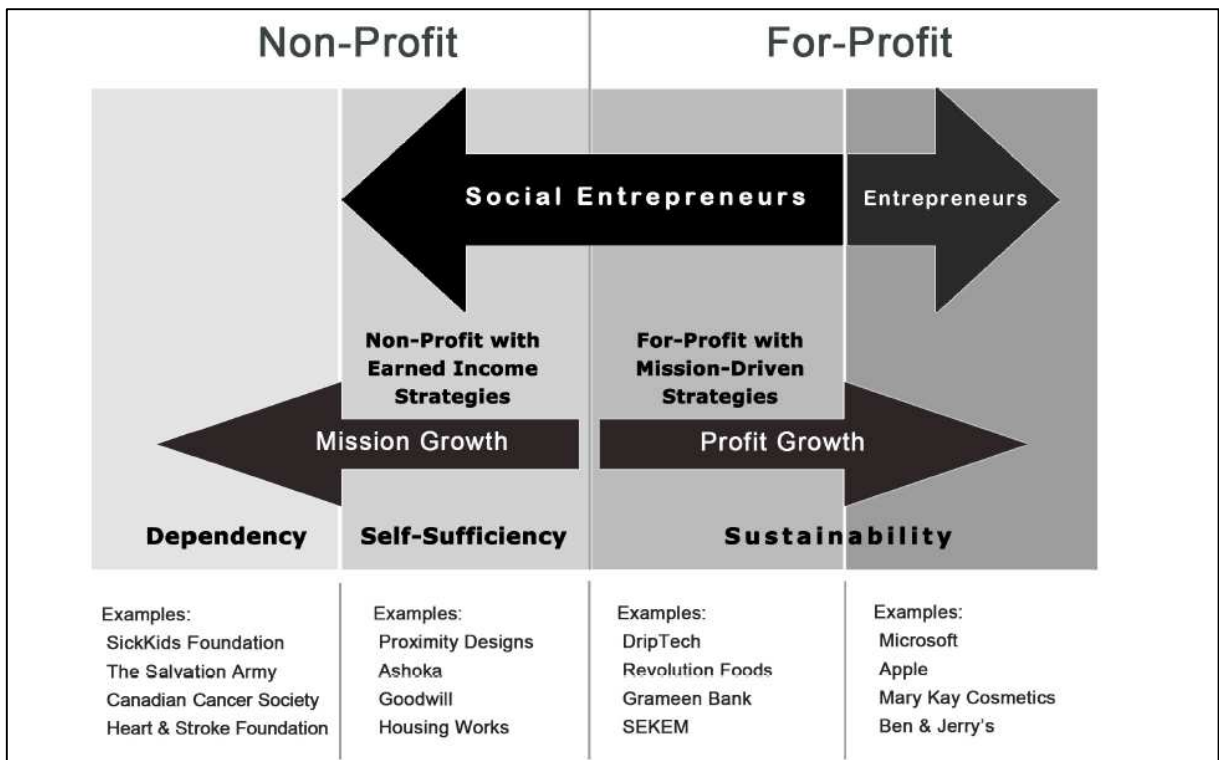 Non-Profit
For-Profit
Social Entrepreneurs
Entrepreneurs
Non-Profit with
Earned Income
Strategies
For-Profit with
Mission-Driven
Strategies
Mission Growth
Profit Growth
Dependency
Self-Sufficiency
Sustainability
Examples:
SickKids Foundation
The Salvation Army
Canadian Cancer Society
Heart & Stroke Foundation
Examples:
Proximity Designs
Ashoka
Goodwill
Housing Works
Examples:
DripTech
Revolution Foods
Grameen Bank
SEKEM
Examples:
Microsoft
Apple
Mary Kay Cosmetics
Ben & Jerry's